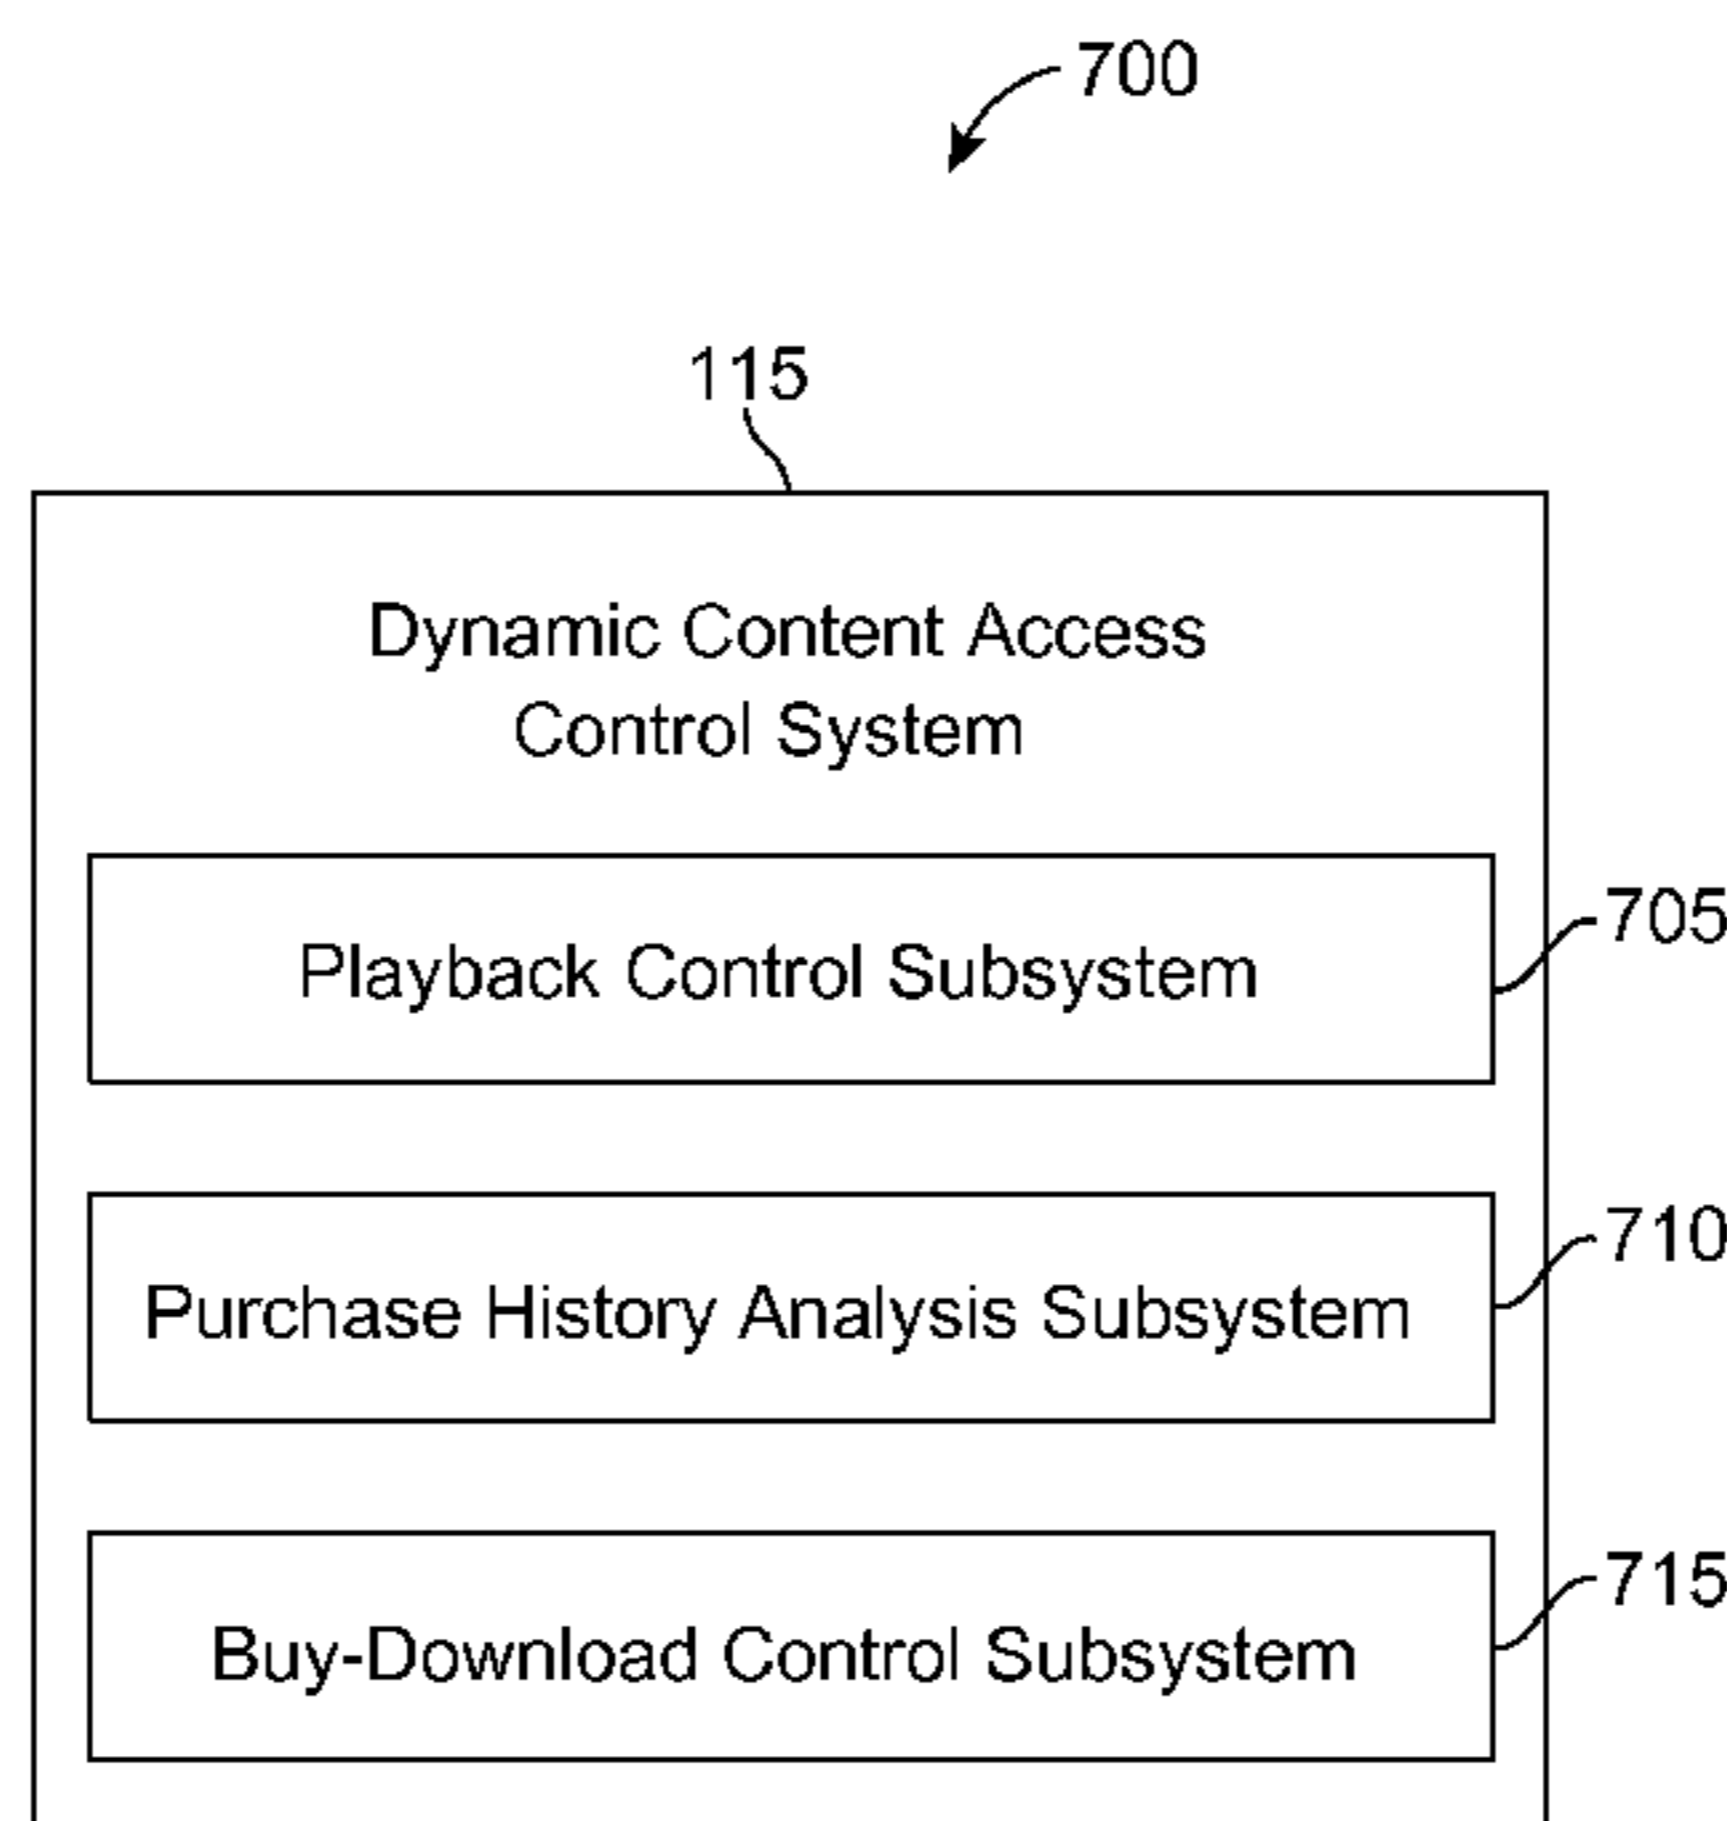 700
115
Dynamic Content Access
Control System
705
Playback Control Subsystem
710
Purchase History Analysis Subsystem
715
Buy-Download Control Subsystem